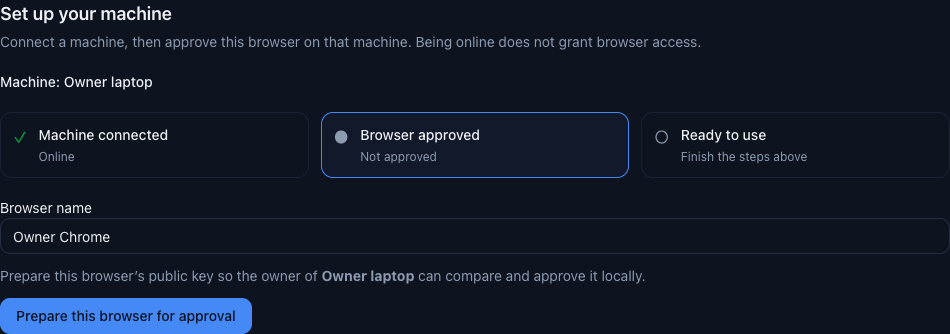 Set up your machine
Connect a machine, then approve this browser on that machine. Being online does not grant browser access.
Machine: Owner laptop
Machine connected
Online
Browser approved
Not approved
Ready to use
Finish the steps above
Browser name
Owner Chrome
Prepare this browser’s public key so the owner of Owner laptop can compare and approve it locally.
Prepare this browser for approval